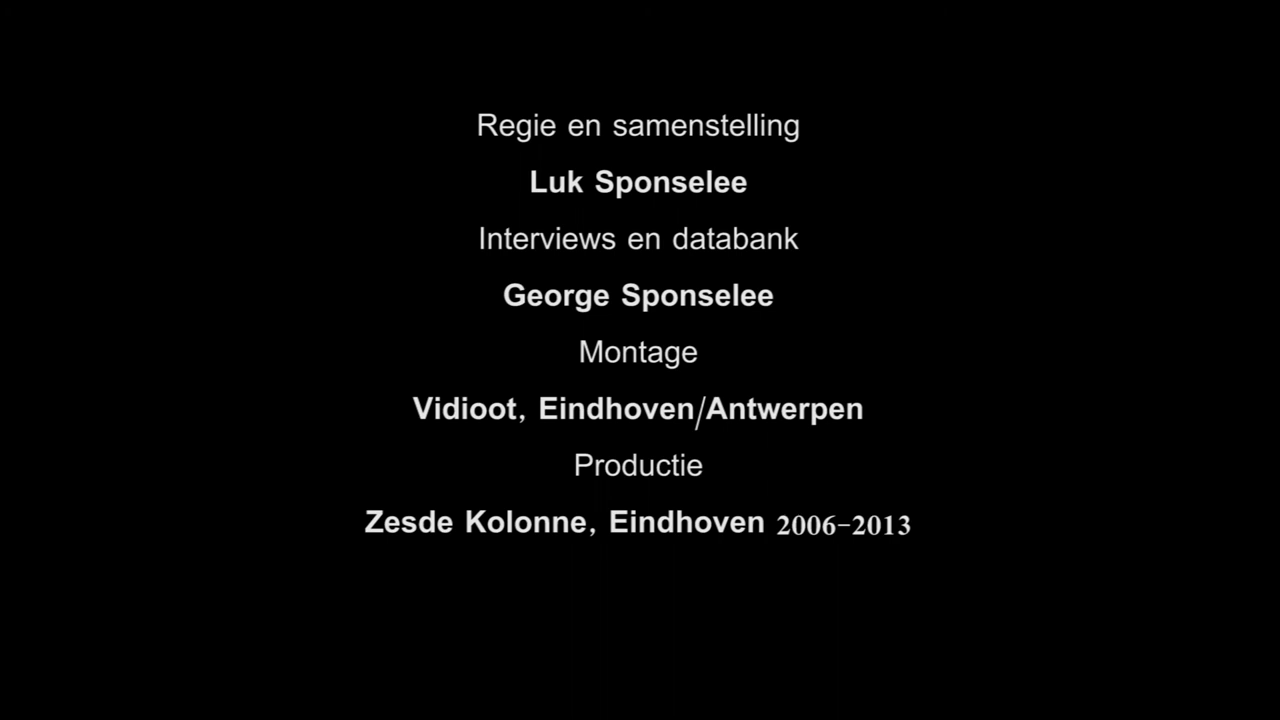 Regie en samenstelling
Luk Sponselee
Interviews en databank
George Sponselee
Montage
Vidioot, Eindhoven/Antwerpen
Productie
Zesde Kolonne, Eindhoven 2006-2013